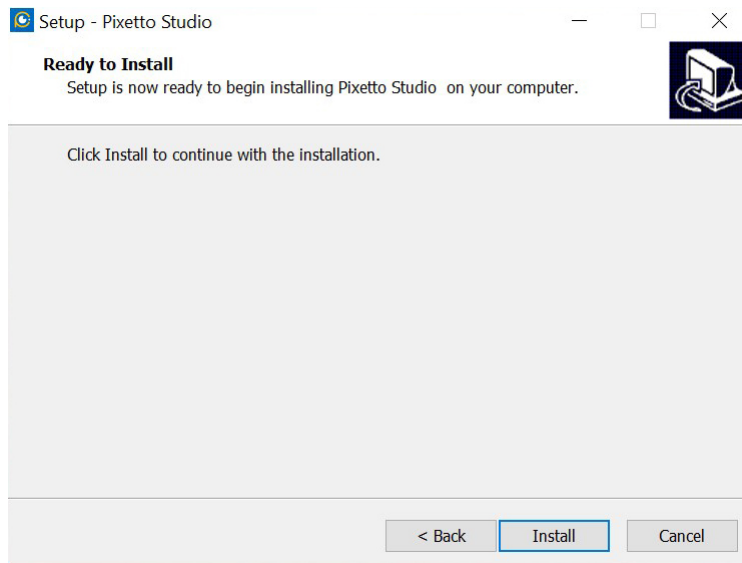 Setup - Pixetto Studio
Ready to Install
Setup is now ready to begin installing Pixetto Studio  on your computer.
Click Install to continue with the installation.
< Back
Install
Cancel